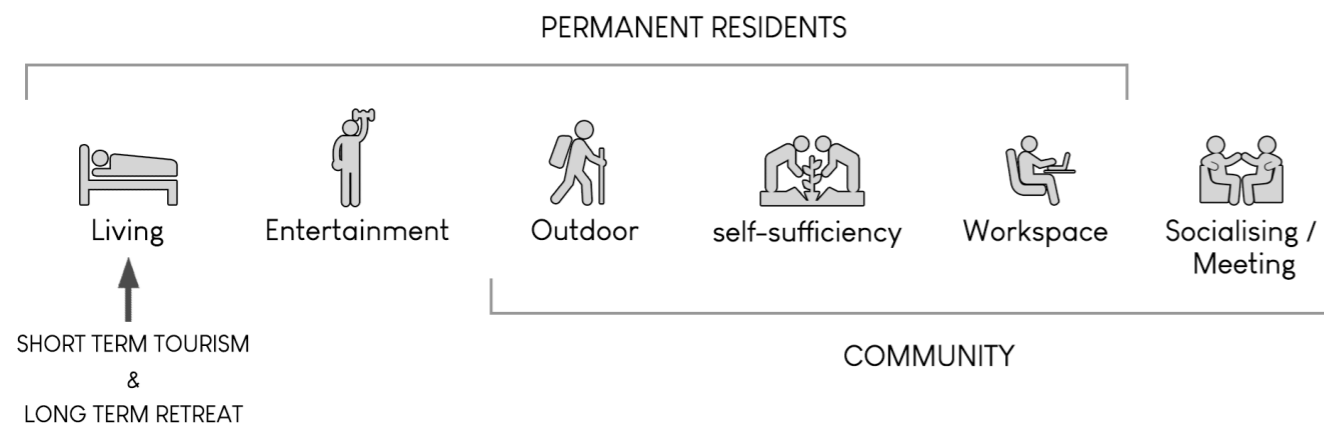 PERMANENT RESIDENTS
Living
Entertainment
Outdoor
self-sufficiency
Workspace
Socialising /
Meeting
SHORT TERM TOURISM
&
LONG TERM RETREAT
COMMUNITY